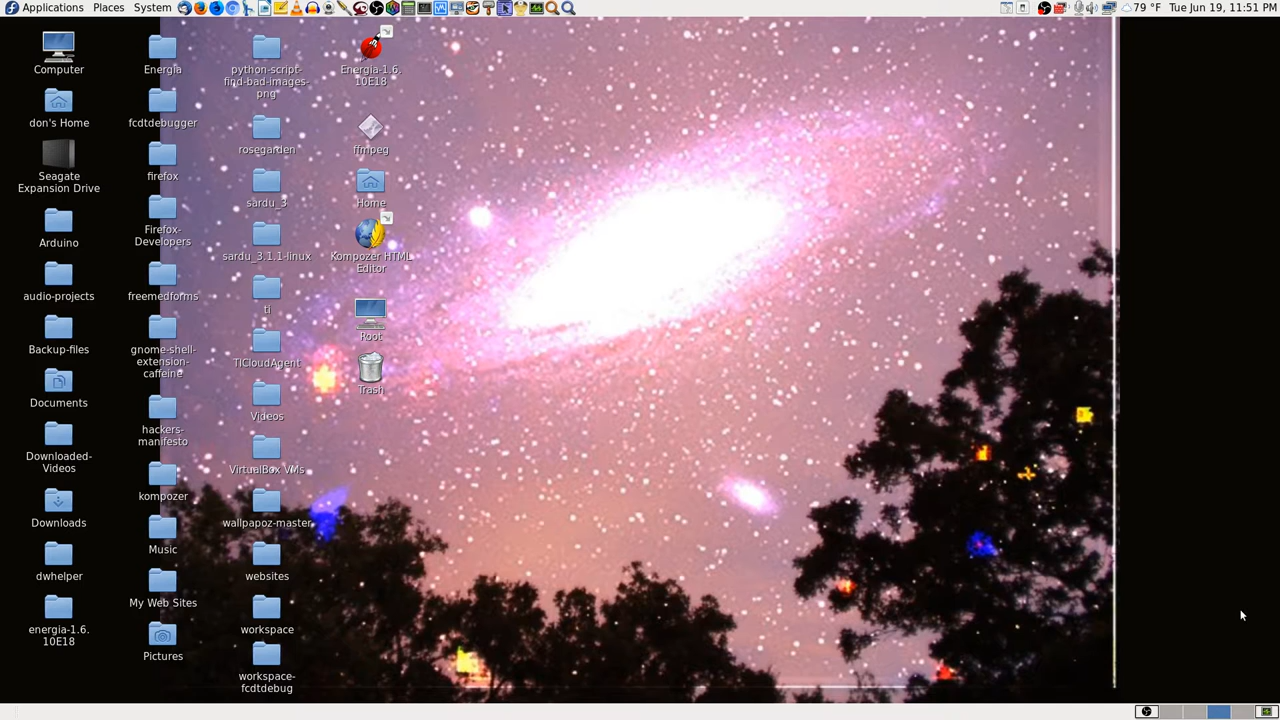 Applications Places System
79 °F Tue Jun 19, 11:51 PM
Computer
don's Home
Seagate
Expansion Drive
Arduino
audio-projects
Backup-files
Documents
Downloaded-
Videos
Downloads
dwhelper
energia-1.6.
10E18
Energia
fcdtdebugger
firefox
Firefox-
Developers
freemedforms
gnome-shell-
extension-
caffeine
hackers-
manifesto
kompozer
Music
My Web Sites
Pictures
python-script-
find-bad-images-
png
rosegarden
sardu_3
sardu_3.1.1-linux
ti
TICloudAgent
Videos
VirtualBox VMs
wallpapoz-master
websites
workspace
workspace-
fcdtdebug
Energia-1.6.
10E18
ffmpeg
Home
Kompozer HTML
Editor
Root
Trash